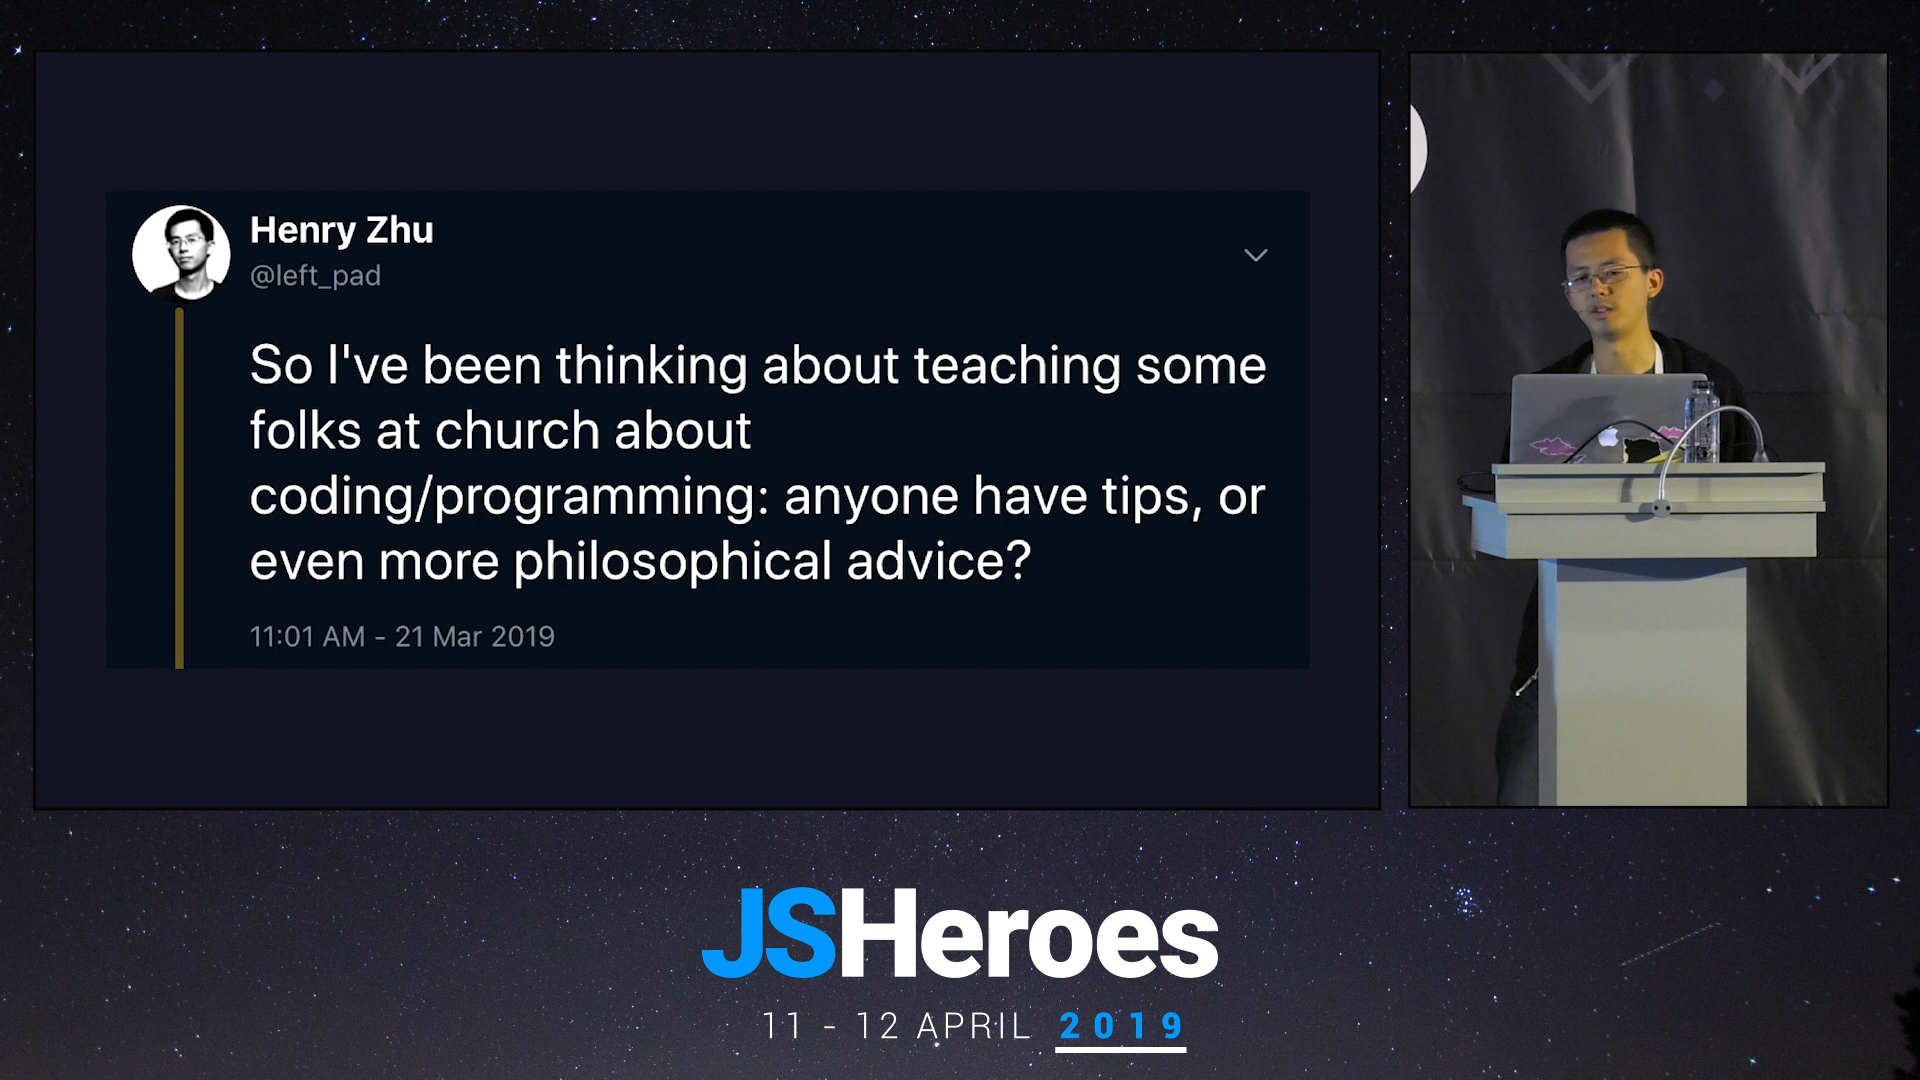 Henry Zhu
@left_pad
So I've been thinking about teaching some
folks at church about
coding/programming: anyone have tips, or
even more philosophical advice?
11:01 AM - 21 Mar 2019
JSHeroes
11 - 12 APRIL 2019